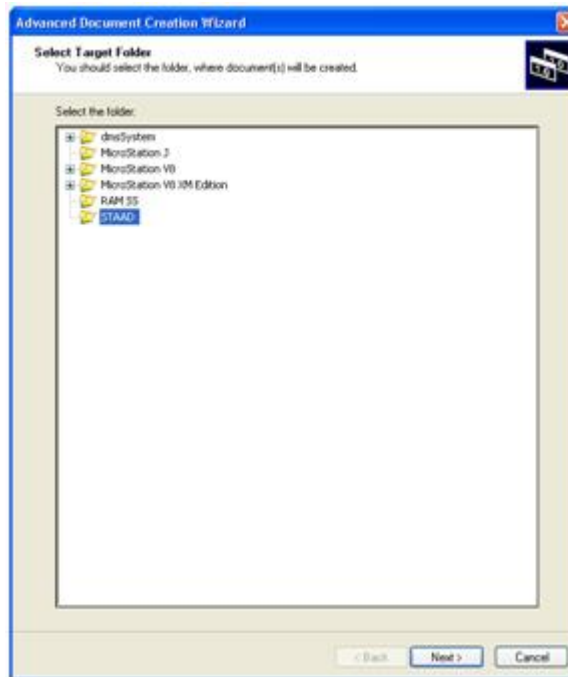 Advanced Document Creation Wizard
Select Target Folder
You should select the folder, where document(s) will be created.
Select the folder:
dmsSystem
MicroStation J
MicroStation V8
MicroStation V8 XM Edition
RAM SS
STAAD
< Back
Next >
Cancel